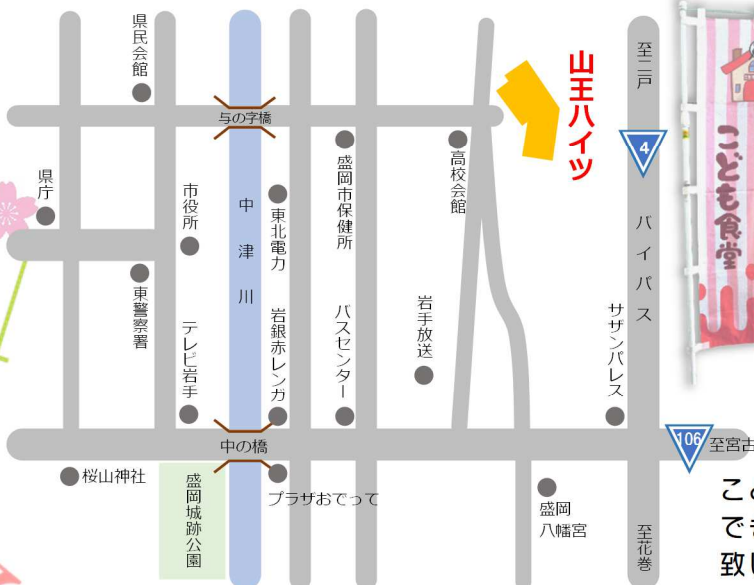 県民会館
与の字橋
山王ハイツ
至二戸
4
こども食堂
県庁
市役所
中津川
東北電力
盛岡市保健所
高校会館
バイパス
東警察署
テレビ岩手
岩銀赤レンガ
バスセンター
岩手放送
サザンパレス
中の橋
106
至宮古
桜山神社
盛岡城跡公園
プラザおでって
盛岡
八幡宮
至花巻
こ
で
致し